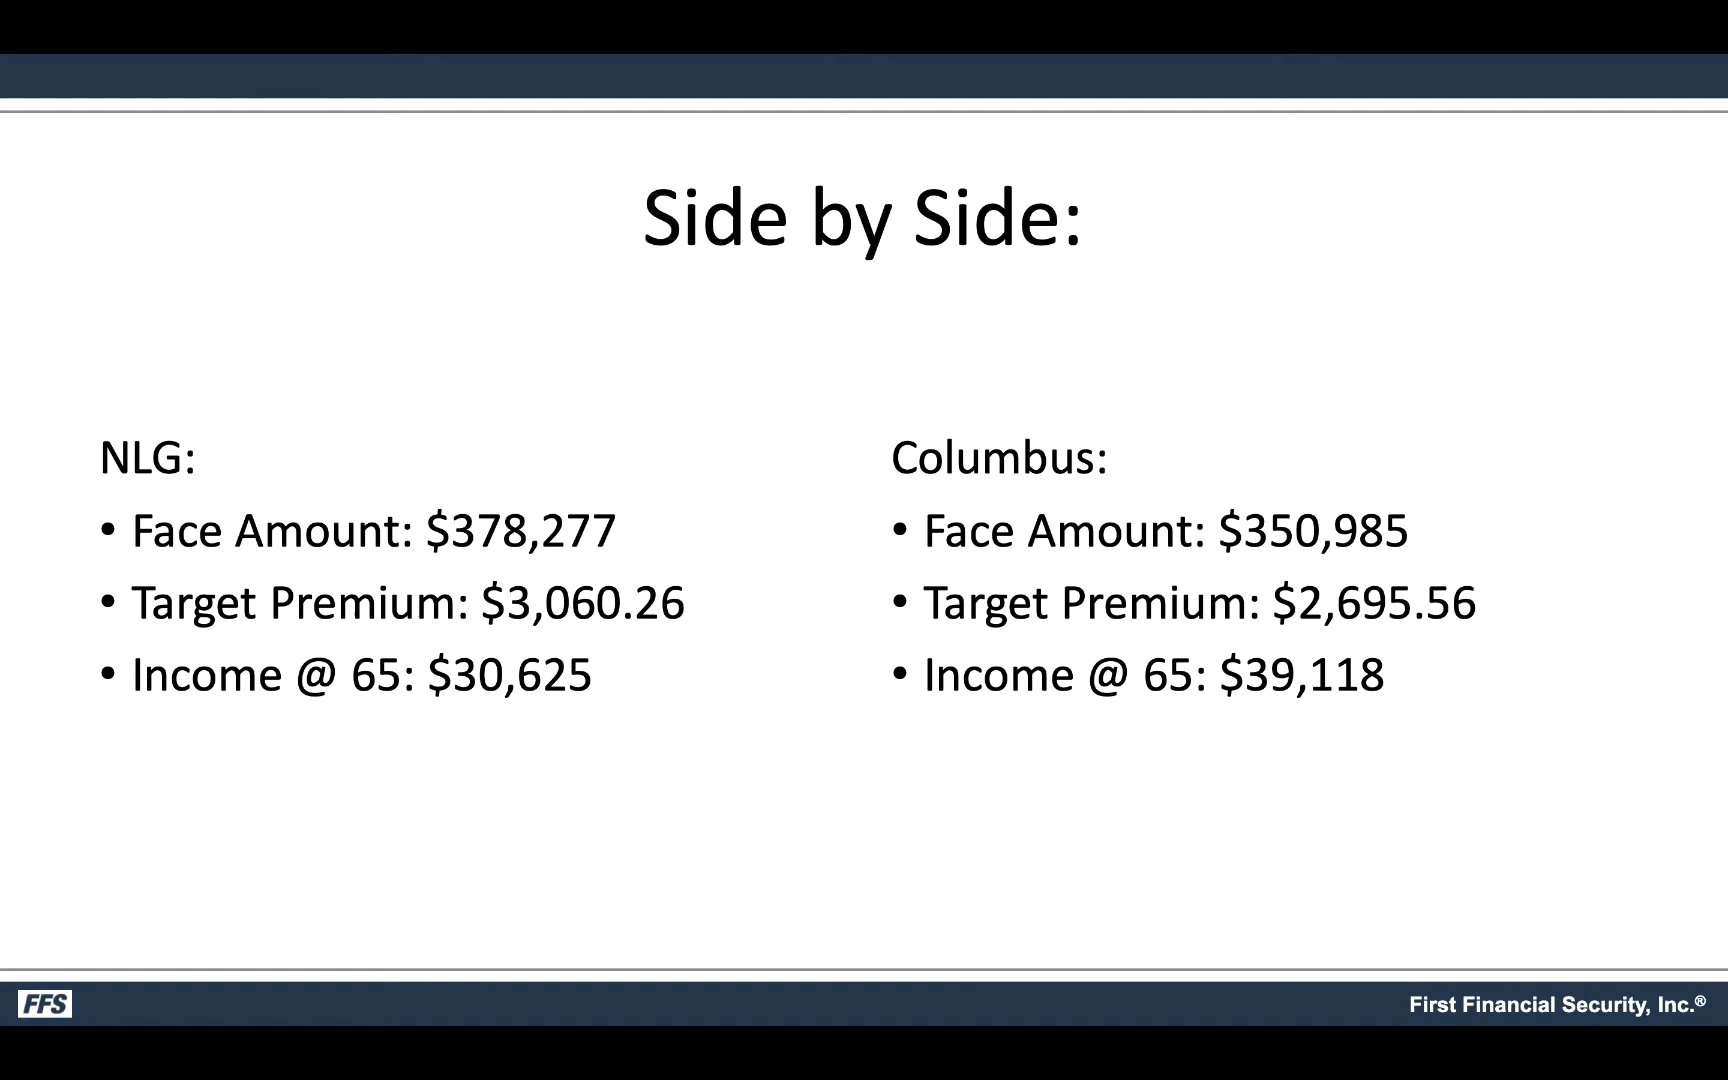 Side by Side:
NLG:
• Face Amount: $378,277
• Target Premium: $3,060.26
• Income @ 65: $30,625
Columbus:
• Face Amount: $350,985
• Target Premium: $2,695.56
• Income @ 65: $39,118
FFS
First Financial Security, Inc.®